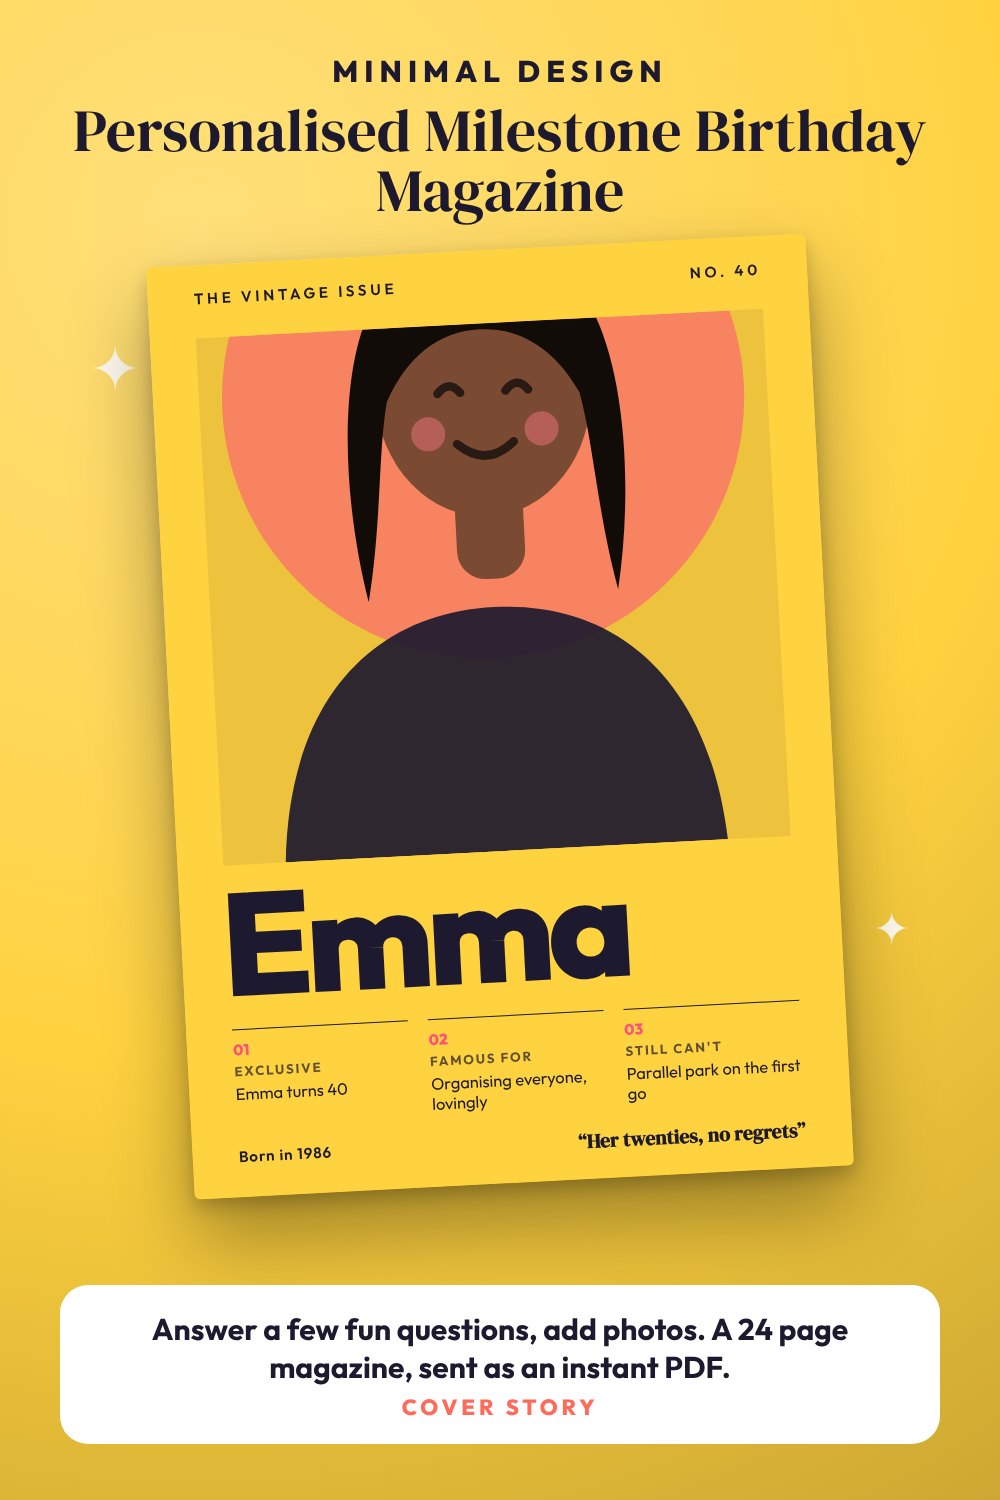 MINIMAL DESIGN
Personalised Milestone Birthday
Magazine
THE VINTAGE ISSUE
NO. 40
Emma
01
EXCLUSIVE
Emma turns 40
02
FAMOUS FOR
Organising everyone,
lovingly
03
STILL CAN'T
Parallel park on the first
go
Born in 1986
“Her twenties, no regrets”
Answer a few fun questions, add photos. A 24 page
magazine, sent as an instant PDF.
COVER STORY